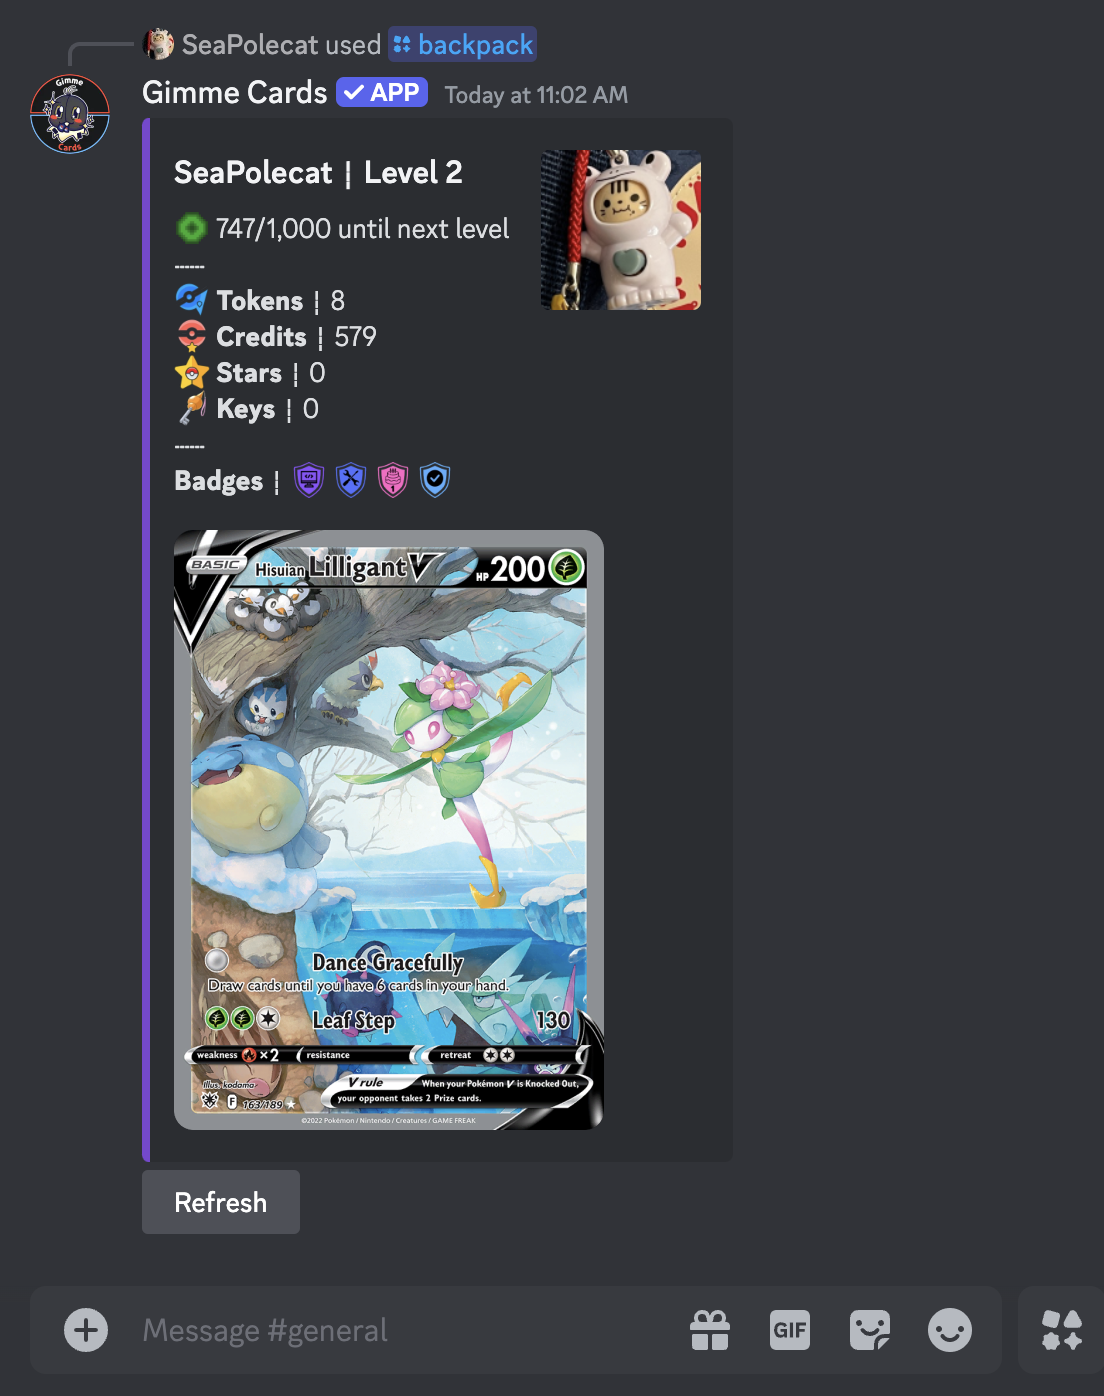 SeaPolecat used backpack
Gimme Cards
Gimme Cards ✓ APP Today at 11:02 AM
SeaPolecat ¦ Level 2
747/1,000 until next level
------
Tokens ¦ 8
Credits ¦ 579
Stars ¦ 0
Keys ¦ 0
------
Badges ¦
1
BASIC Hisuian Lilligant V HP 200
Dance Gracefully
Draw cards until you have 6 cards in your hand.
Leaf Step 130
weakness ×2 resistance retreat
V rule When your Pokémon V is Knocked Out,
your opponent takes 2 Prize cards.
Illus. kodama
F 163/189
©2022 Pokémon / Nintendo / Creatures / GAME FREAK
Refresh
Message #general
GIF